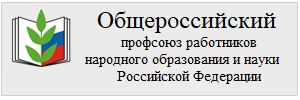 Общероссийский
профсоюз работников
народного образования и науки
Российской Федерации